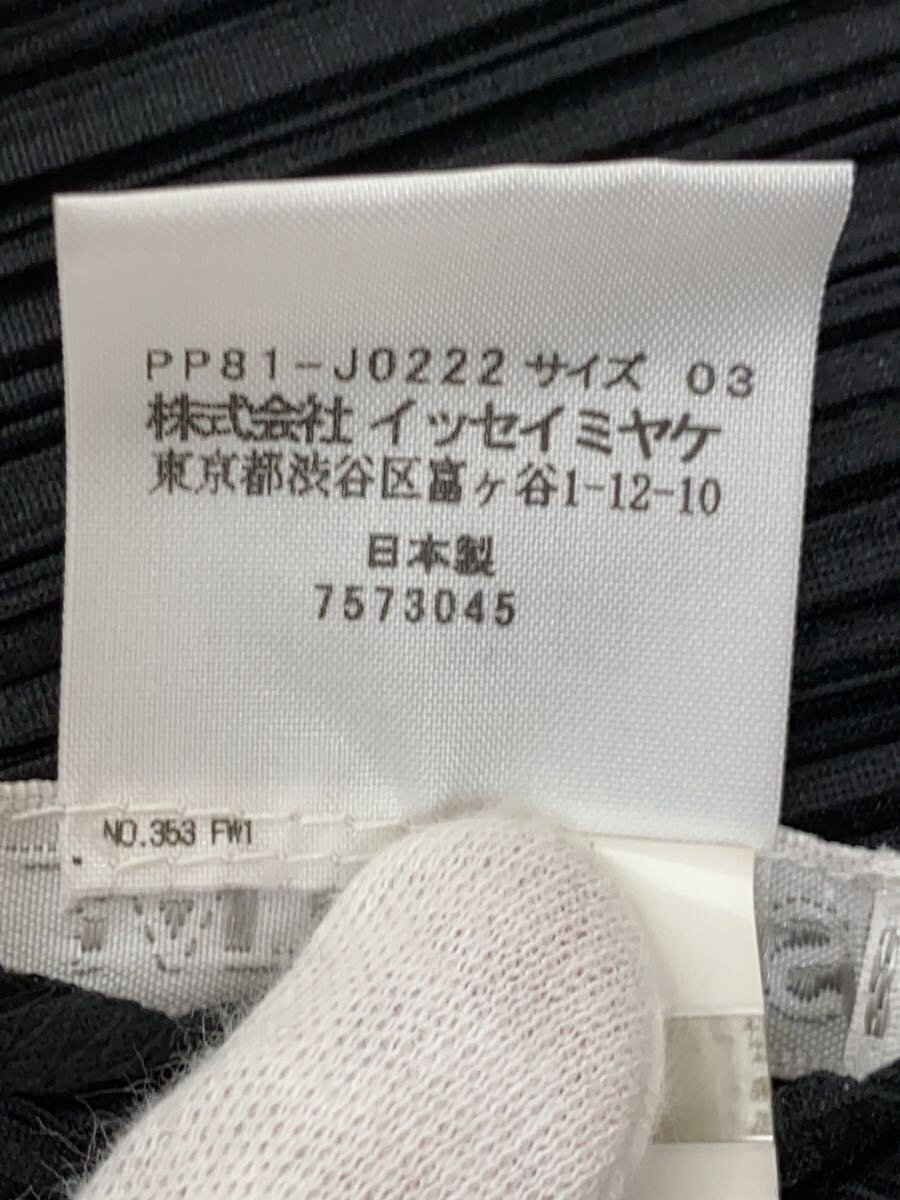 PP81-J0222 サイズ 03
株式会社 イッセイミヤケ
東京都渋谷区富ヶ谷1-12-10
日本製
7573045
NO.353 FW1